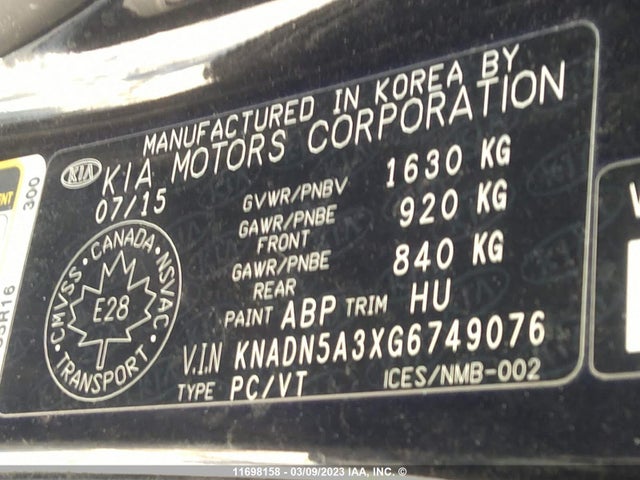 MANUFACTURED IN KOREA BY
KIA KIA MOTORS CORPORATION
07/15
GVWR/PNBV 1630 KG
GAWR/PNBE FRONT 920 KG
GAWR/PNBE REAR 840 KG
PAINT ABP TRIM HU
V.I.N KNADN5A3XG6749076
TYPE PC/VT ICES/NMB-002
CMVSS CANADA NSVAC
E28
TRANSPORT
300
11698158 - 03/09/2023 IAA, INC. ©